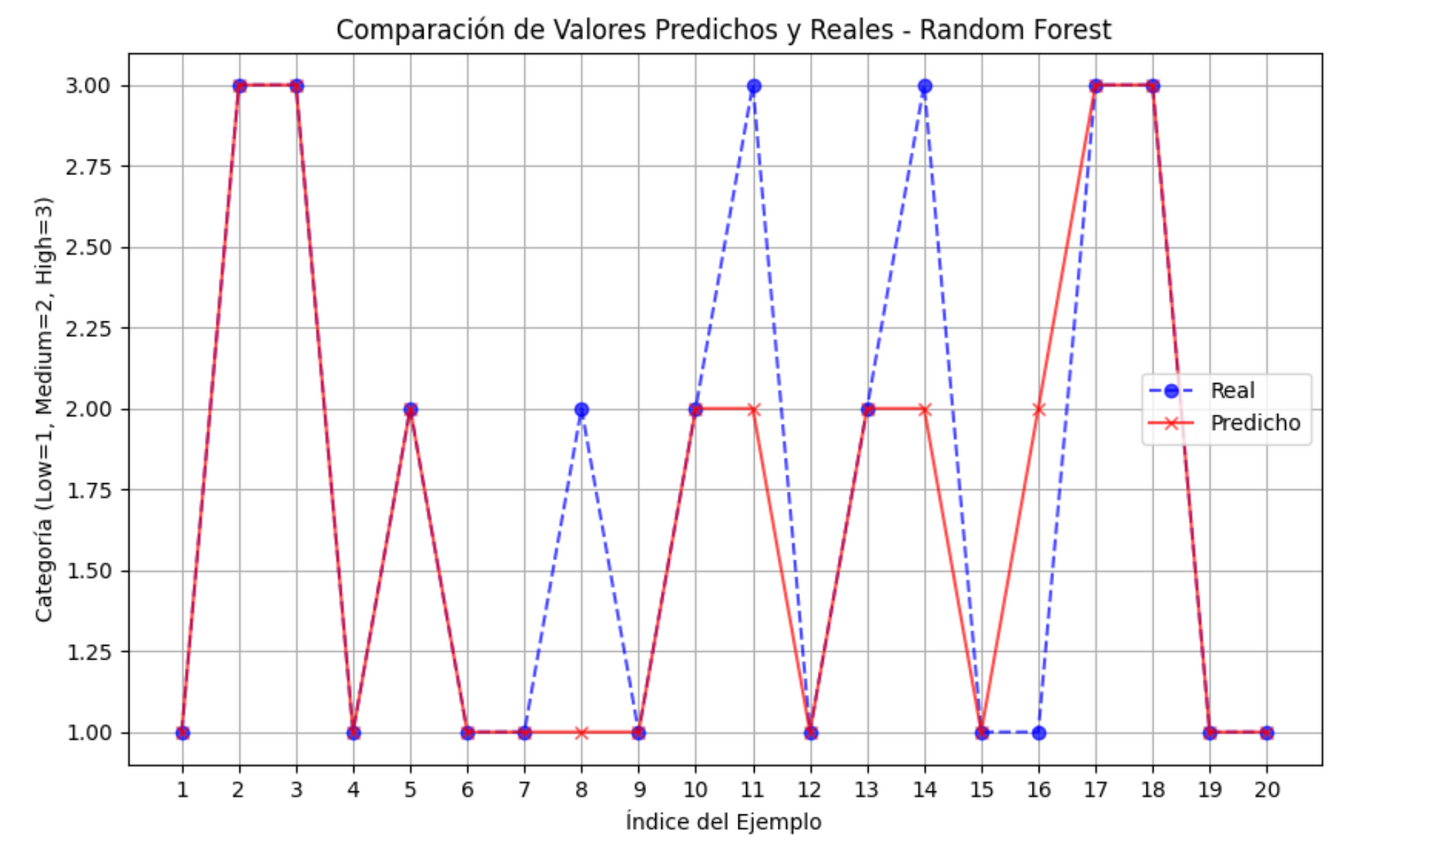 Comparación de Valores Predichos y Reales - Random Forest
Categoría (Low=1, Medium=2, High=3)
3.00
2.75
2.50
2.25
2.00
1.75
1.50
1.25
1.00
Real
Predicho
1 2 3 4 5 6 7 8 9 10 11 12 13 14 15 16 17 18 19 20
Índice del Ejemplo